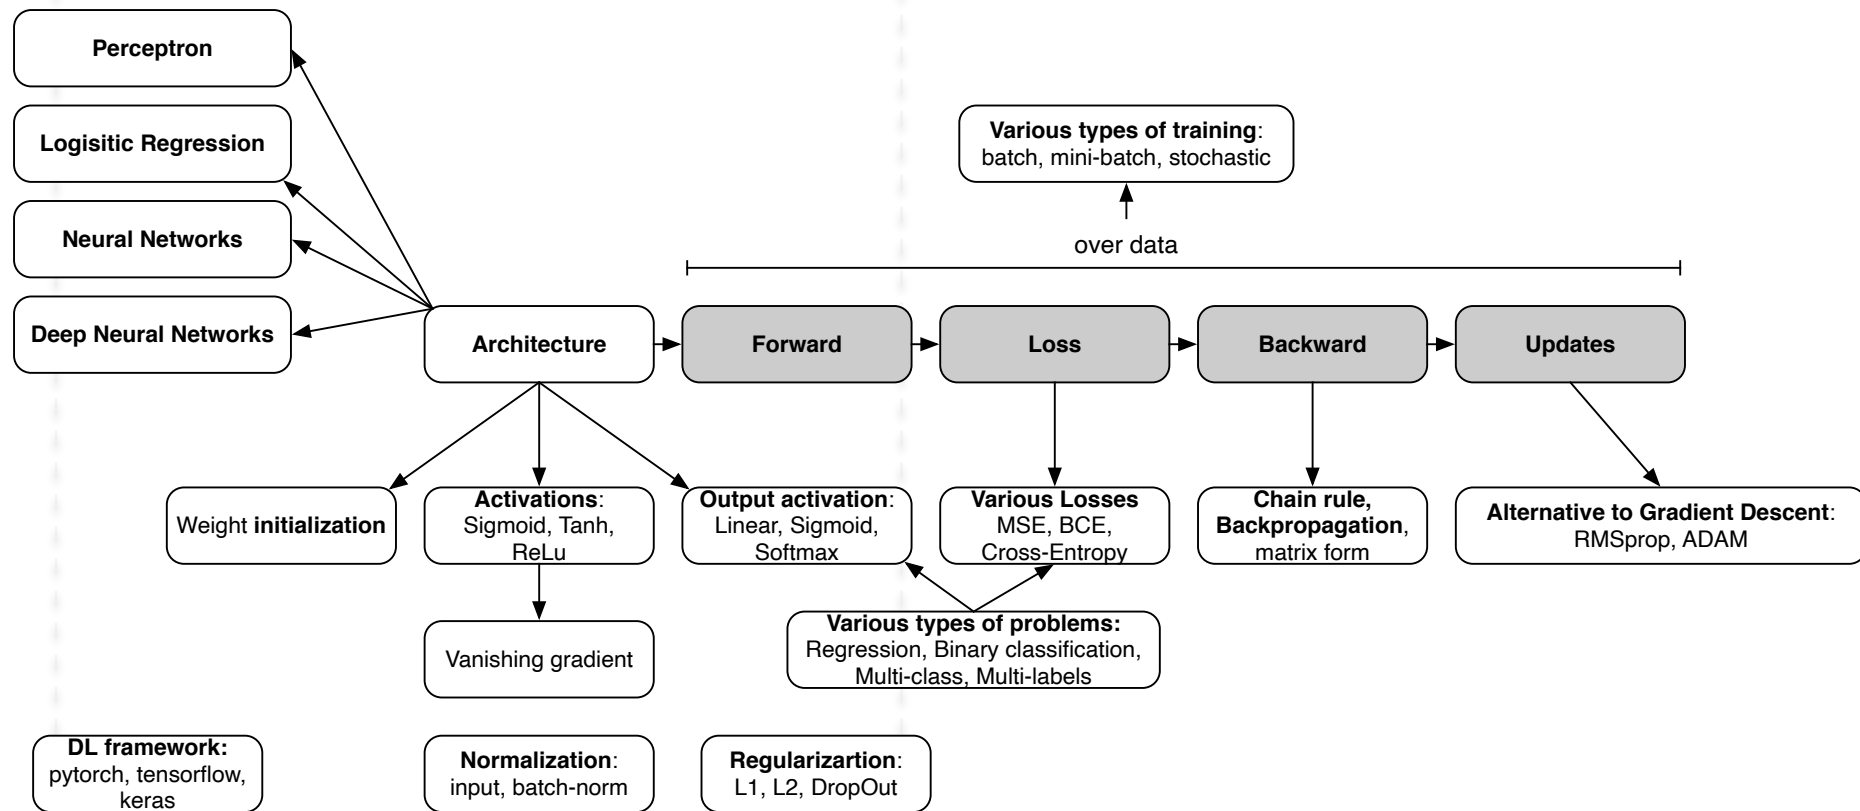 Perceptron
Logisitic Regression
Neural Networks
Deep Neural Networks
Various types of training:
batch, mini-batch, stochastic
over data
Architecture
Forward
Loss
Backward
Updates
Weight initialization
Activations:
Sigmoid, Tanh,
ReLu
Output activation:
Linear, Sigmoid,
Softmax
Various Losses
MSE, BCE,
Cross-Entropy
Chain rule,
Backpropagation,
matrix form
Alternative to Gradient Descent:
RMSprop, ADAM
Vanishing gradient
Various types of problems:
Regression, Binary classification,
Multi-class, Multi-labels
DL framework:
pytorch, tensorflow,
keras
Normalization:
input, batch-norm
Regularizartion:
L1, L2, DropOut